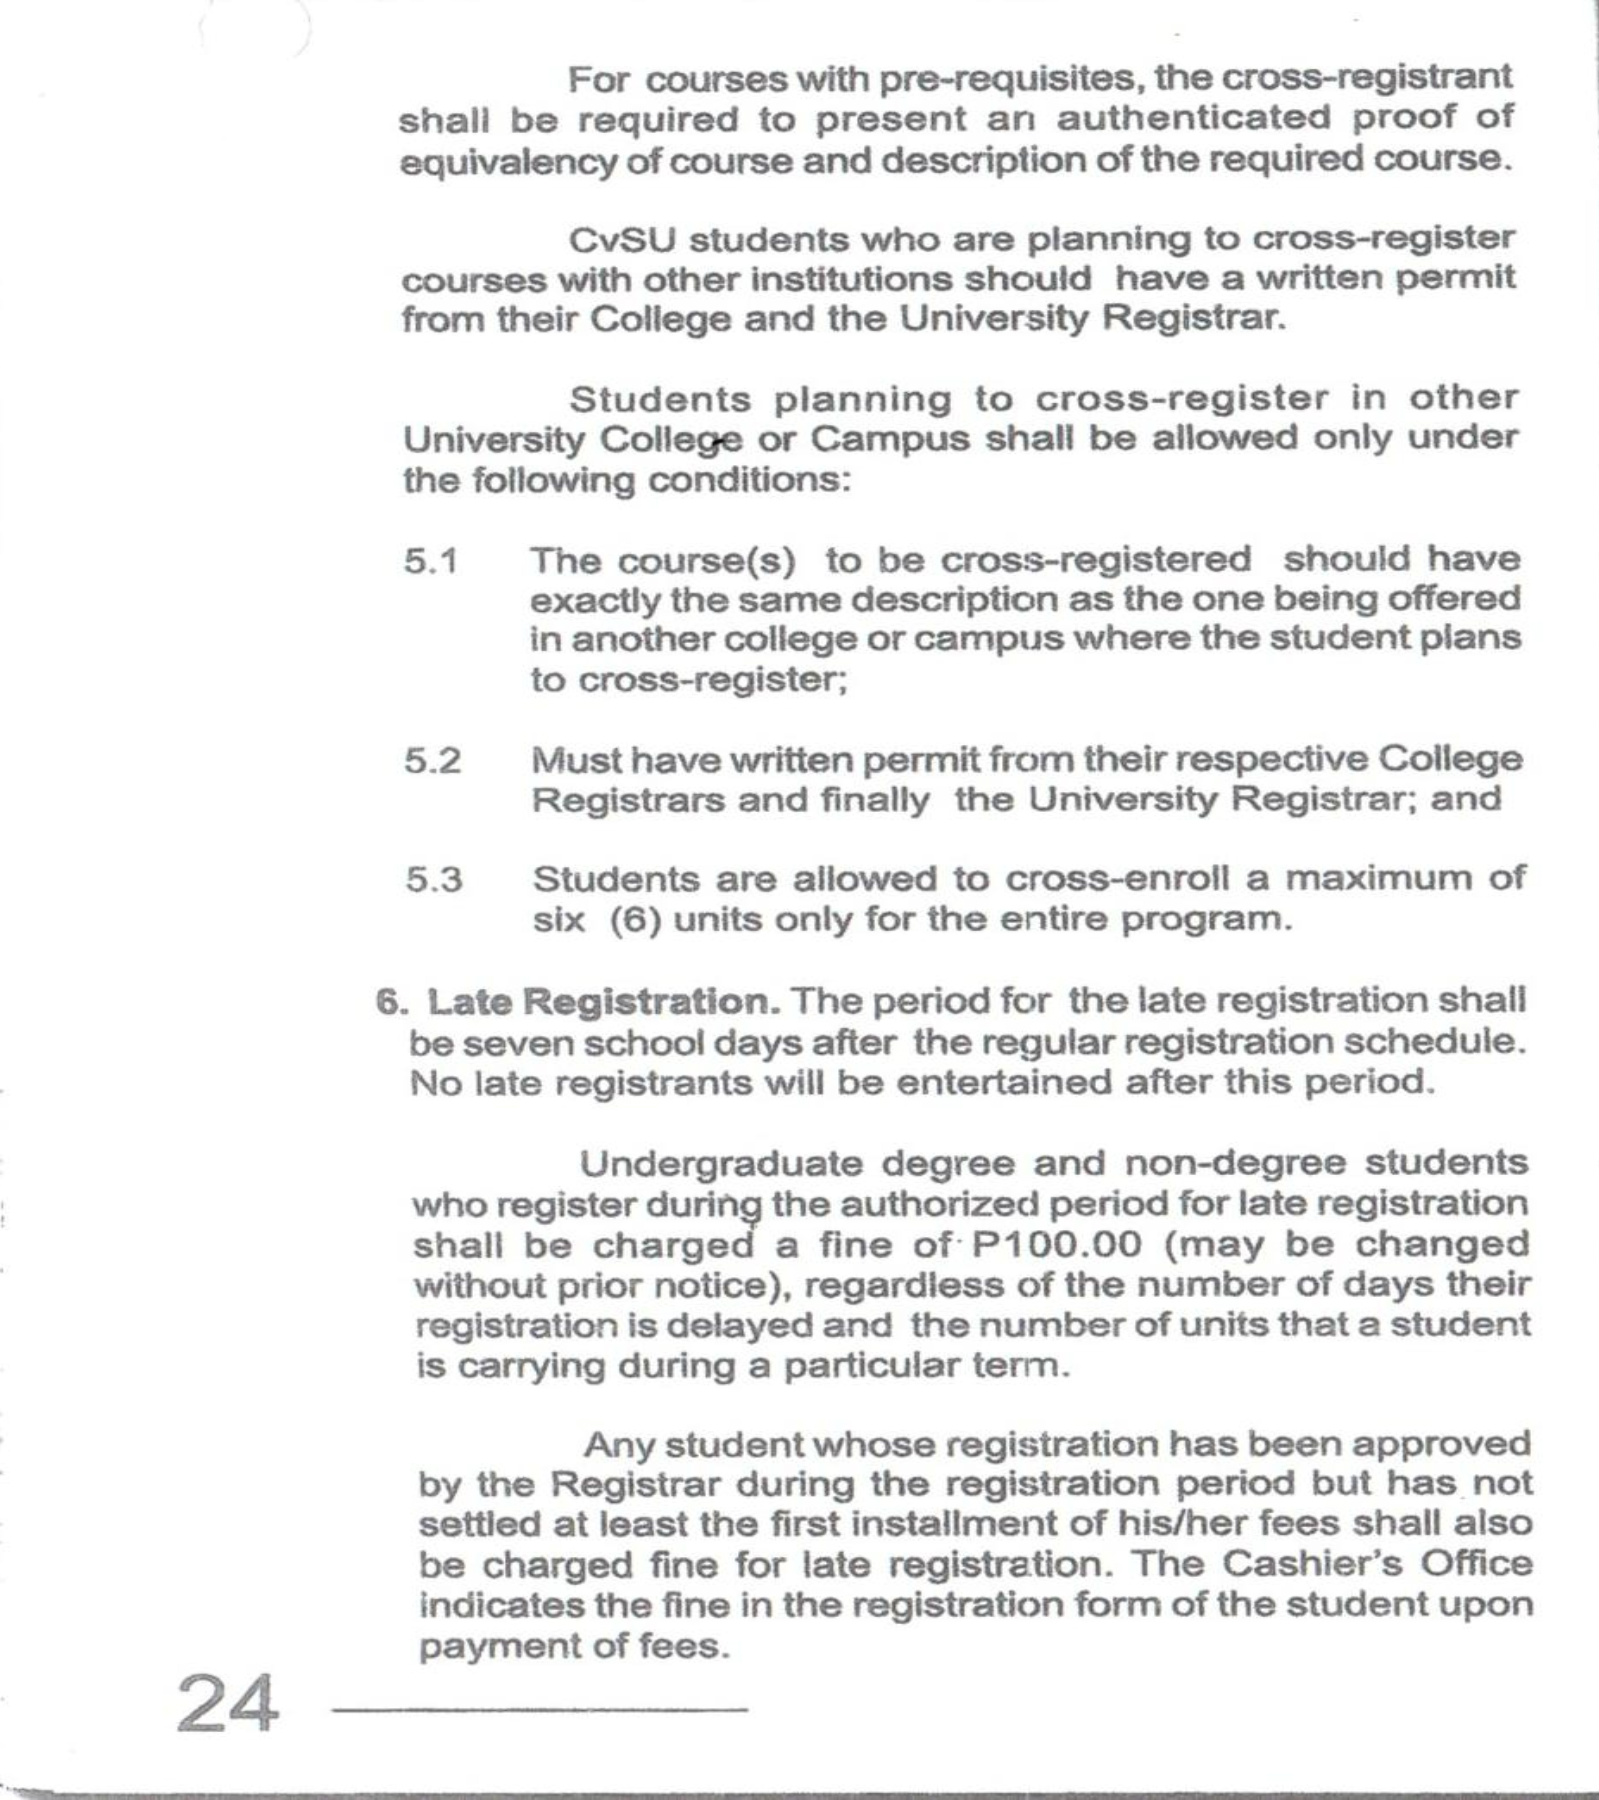 For courses with pre-requisites, the cross-registrant
shall be required to present an authenticated proof of
equivalency of course and description of the required course.
CvSU students who are planning to cross-register
courses with other institutions should have a written permit
from their College and the University Registrar.
Students planning to cross-register in other
University College or Campus shall be allowed only under
the following conditions:
5.1 The course(s) to be cross-registered should have
exactly the same description as the one being offered
in another college or campus where the student plans
to cross-register;
5.2 Must have written permit from their respective College
Registrars and finally the University Registrar; and
5.3 Students are allowed to cross-enroll a maximum of
six (6) units only for the entire program.
6. Late Registration. The period for the late registration shall
be seven school days after the regular registration schedule.
No late registrants will be entertained after this period.
Undergraduate degree and non-degree students
who register during the authorized period for late registration
shall be charged a fine of P100.00 (may be changed
without prior notice), regardless of the number of days their
registration is delayed and the number of units that a student
is carrying during a particular term.
Any student whose registration has been approved
by the Registrar during the registration period but has not
settled at least the first installment of his/her fees shall also
be charged fine for late registration. The Cashier's Office
indicates the fine in the registration form of the student upon
payment of fees.
24